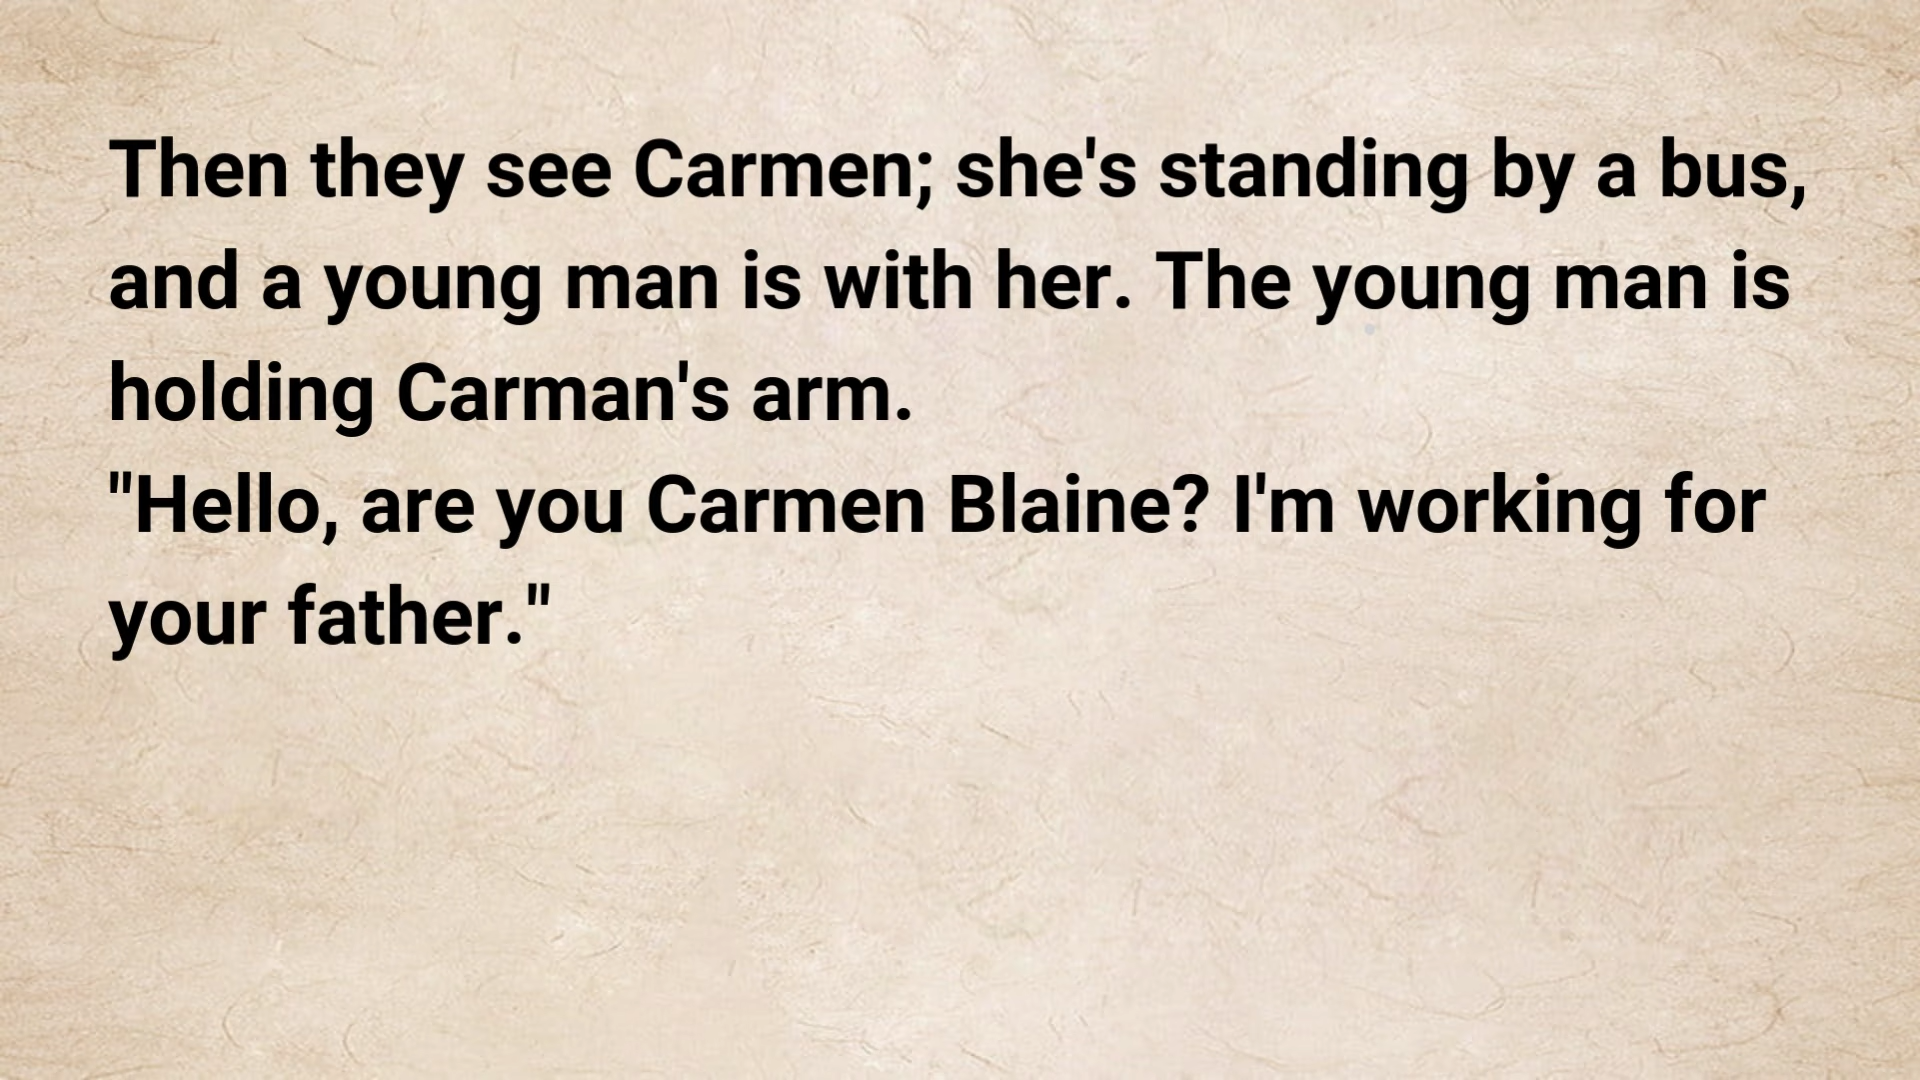 Then they see Carmen; she's standing by a bus,
and a young man is with her. The young man is
holding Carman's arm.
"Hello, are you Carmen Blaine? I'm working for
your father."